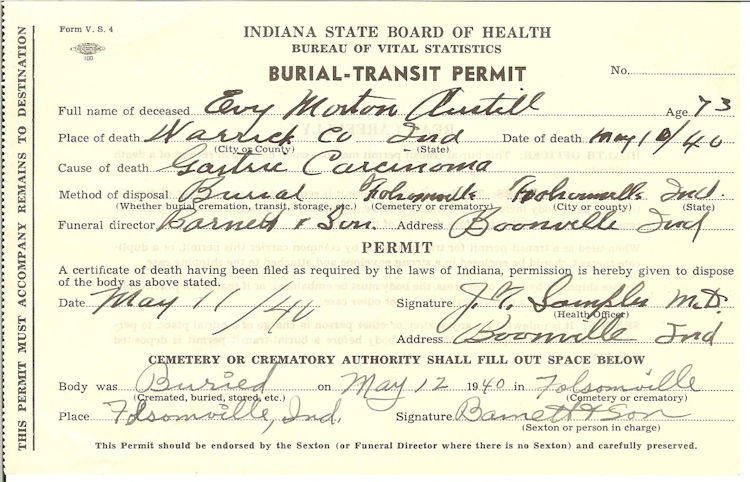 THIS PERMIT MUST ACCOMPANY REMAINS TO DESTINATION
Form V. S. 4
100
INDIANA STATE BOARD OF HEALTH
BUREAU OF VITAL STATISTICS
BURIAL-TRANSIT PERMIT
No.
Full name of deceased Evy Morton Austill Age 73
Place of death Warrick Co Ind Date of death May 10/40
(City or County) (State)
Cause of death Gastric Carcinoma
Method of disposal Burial Folsomville Folsomville Ind.
(Whether burial, cremation, transit, storage, etc.) (Cemetery or crematory) (City or county) (State)
Funeral director Barnett & Son. Address Boonville Ind
PERMIT
A certificate of death having been filed as required by the laws of Indiana, permission is hereby given to dispose
of the body as above stated.
Date May 11/40 Signature J. T. Samples M.D.
(Health Officer)
Address Boonville Ind
CEMETERY OR CREMATORY AUTHORITY SHALL FILL OUT SPACE BELOW
Body was Buried on May 12 1940 in Folsomville
(Cremated, buried, stored, etc.) (Cemetery or crematory)
Place Folsomville, Ind. Signature Barnett & Son
(Sexton or person in charge)
This Permit should be endorsed by the Sexton (or Funeral Director where there is no Sexton) and carefully preserved.